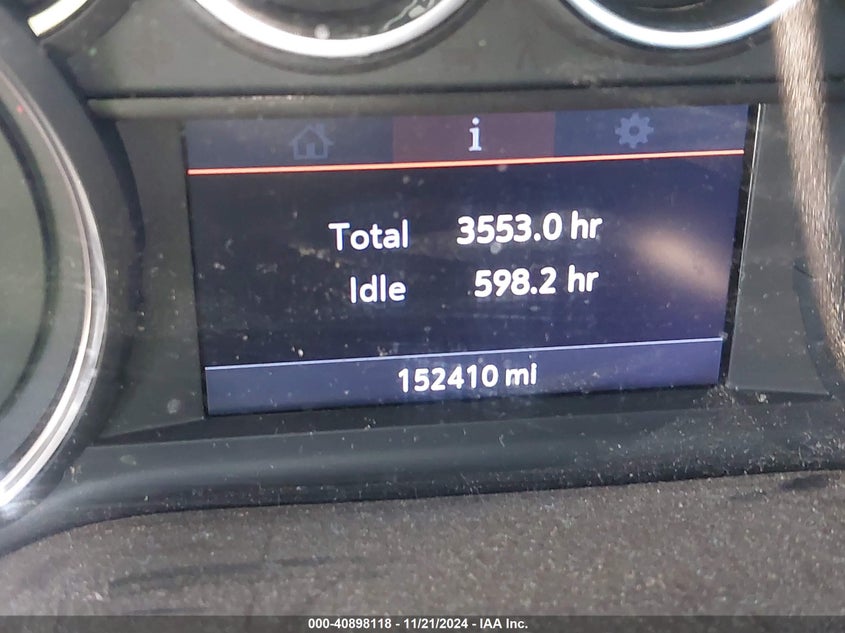 i
Total 3553.0 hr
Idle 598.2 hr
152410 mi
000-40898118 - 11/21/2024 - IAA Inc.